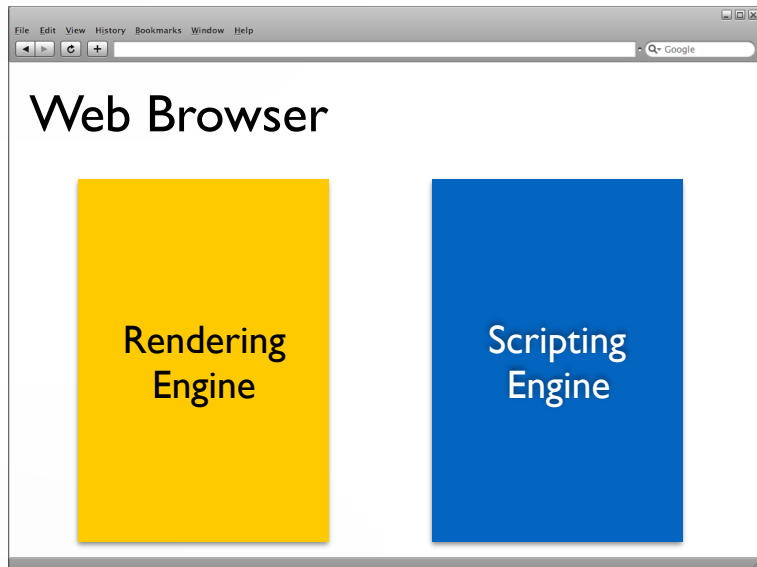 File Edit View History Bookmarks Window Help
Google
Web Browser
Rendering
Engine
Scripting
Engine